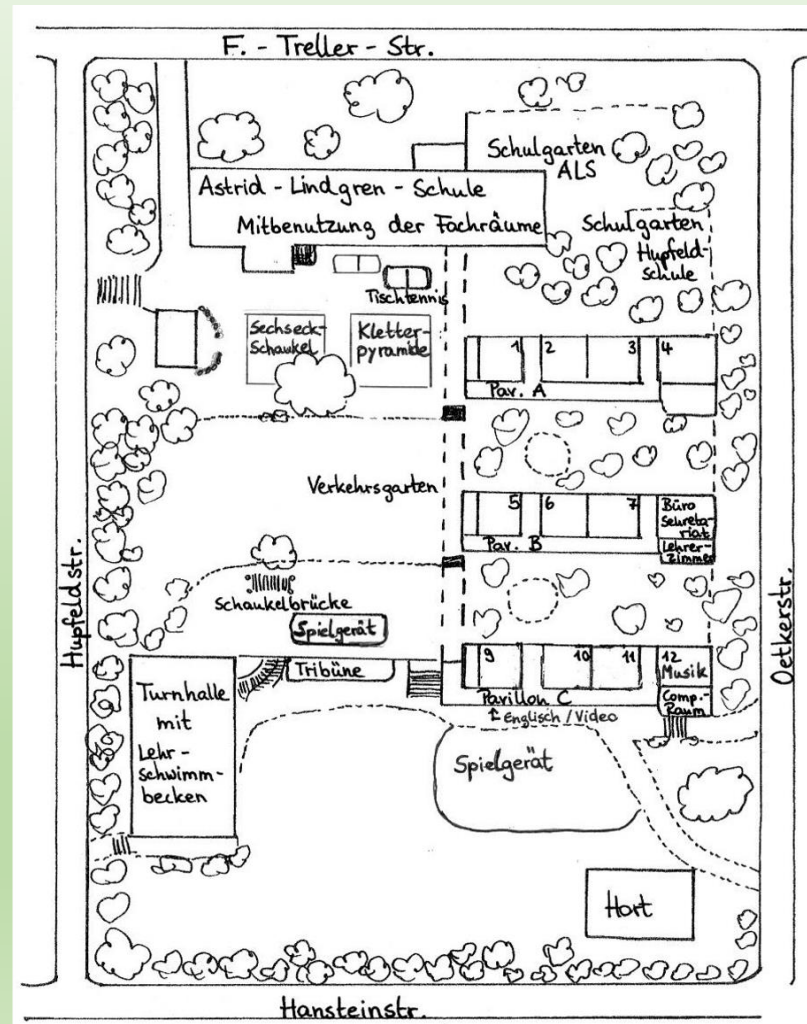 F. - Treller - Str.
Schulgarten
ALS
Astrid - Lindgren - Schule
Mitbenutzung der Fachräume
Schulgarten
Hupfeld-
schule
Tischtennis
Sechseck-
Schaukel
Kletter-
pyramide
1 2 3 4
Pav. A
Verkehrsgarten
5 6 7
Büro
Sekreta-
riat
Lehrer-
Zimmer
Pav. B
Schaukelbrücke
Spielgerät
Hupfeldstr.
Oetkerstr.
Tribüne
9 10 11 12
Musik
Comp.-
Raum
Pavillon C
↑ Englisch / Video
Turnhalle
mit
Lehr-
schwimm-
becken
Spielgerät
Hort
Hansteinstr.